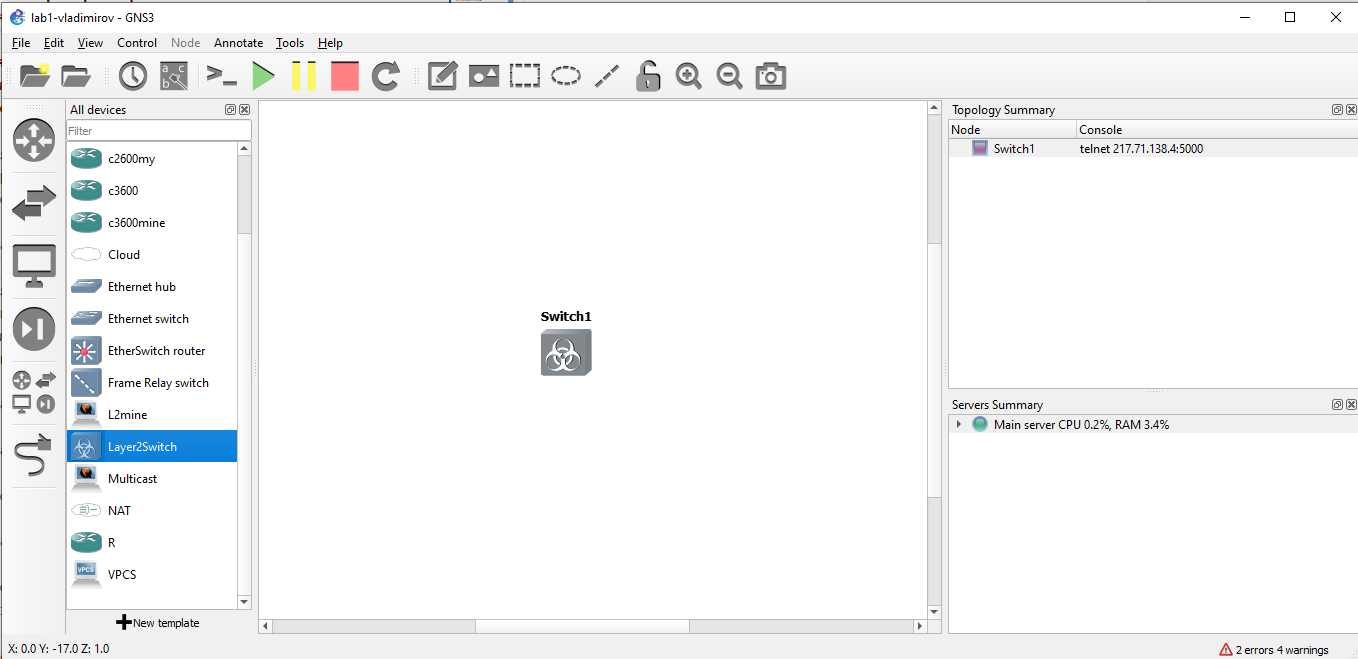 lab1-vladimirov - GNS3
File Edit View Control Node Annotate Tools Help
All devices
Filter
c2600my
c3600
c3600mine
Cloud
Ethernet hub
Ethernet switch
EtherSwitch router
Frame Relay switch
L2mine
Layer2Switch
Multicast
NAT
R
VPCS
New template
Switch1
Topology Summary
Node Console
Switch1 telnet 217.71.138.4:5000
Servers Summary
Main server CPU 0.2%, RAM 3.4%
X: 0.0 Y: -17.0 Z: 1.0
2 errors 4 warnings